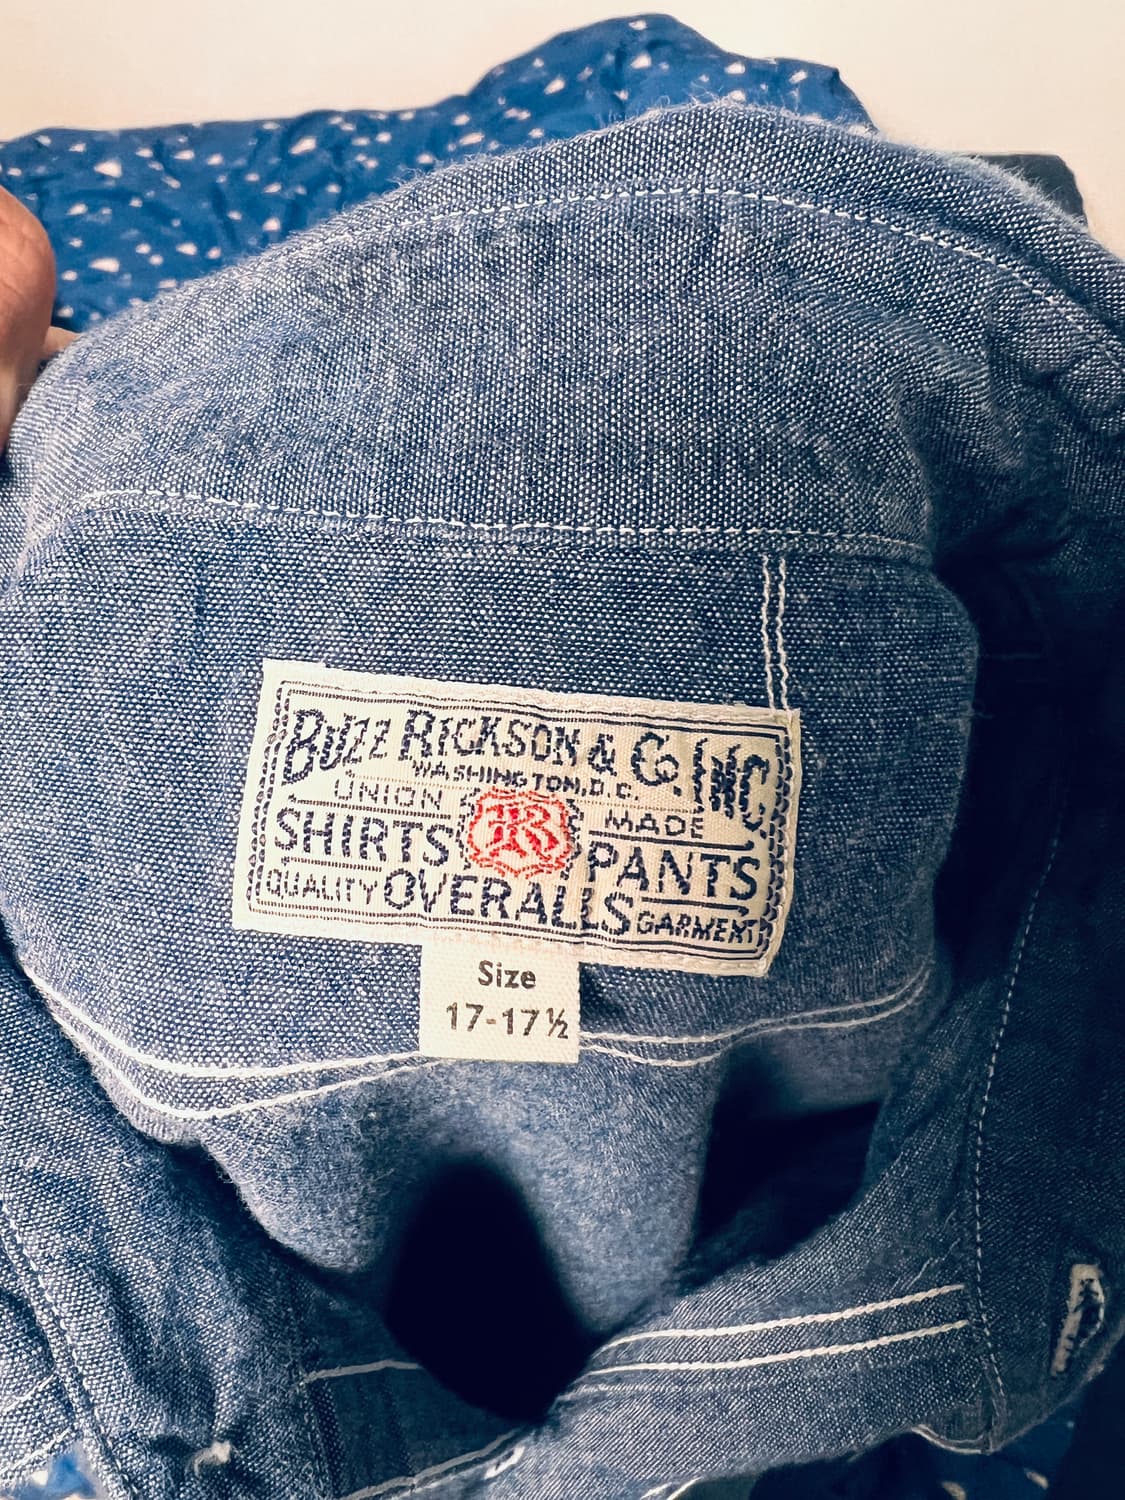 BUZZ RICKSON & Co. INC.
WASHINGTON, D.C.
UNION MADE
SHIRTS R PANTS
QUALITY OVERALLS GARMENT
Size
17-17½